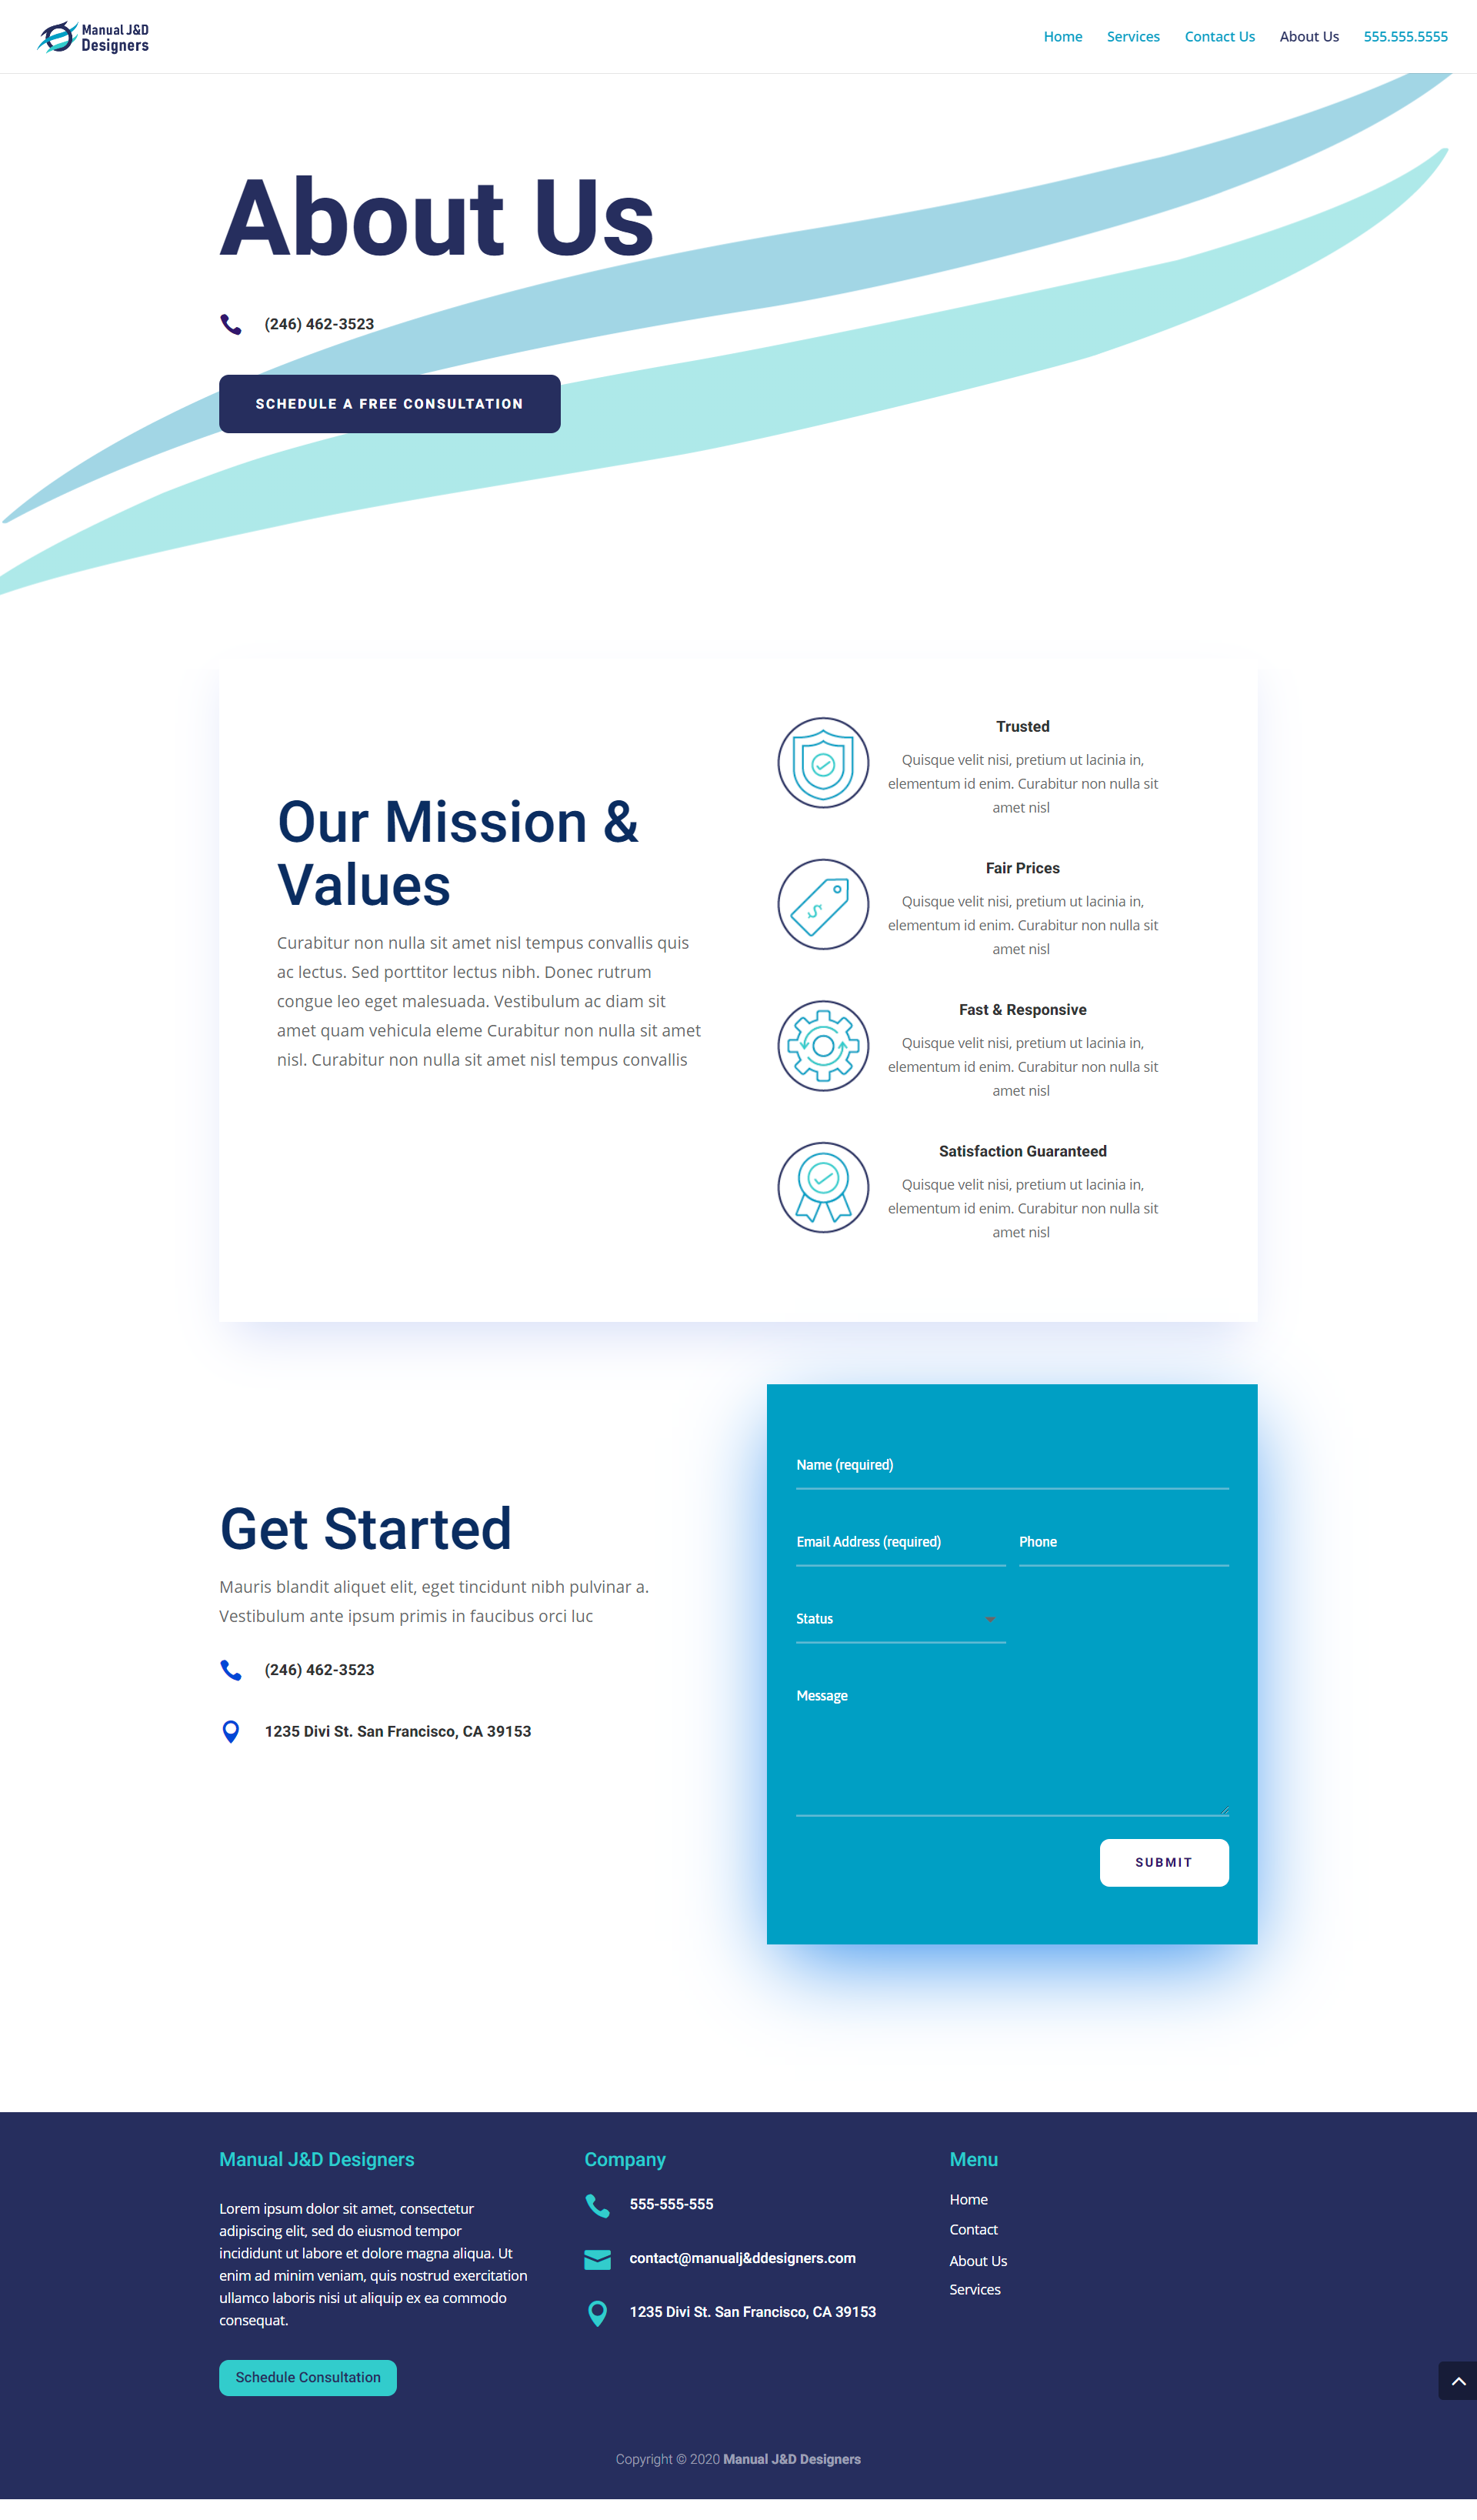 Manual J&D
Designers
Home
Services
Contact Us
About Us
555.555.5555
About Us
(246) 462-3523
SCHEDULE A FREE CONSULTATION
Our Mission &
Values
Curabitur non nulla sit amet nisl tempus convallis quis
ac lectus. Sed porttitor lectus nibh. Donec rutrum
congue leo eget malesuada. Vestibulum ac diam sit
amet quam vehicula eleme Curabitur non nulla sit amet
nisl. Curabitur non nulla sit amet nisl tempus convallis
Trusted
Quisque velit nisi, pretium ut lacinia in,
elementum id enim. Curabitur non nulla sit
amet nisl
$
Fair Prices
Quisque velit nisi, pretium ut lacinia in,
elementum id enim. Curabitur non nulla sit
amet nisl
Fast & Responsive
Quisque velit nisi, pretium ut lacinia in,
elementum id enim. Curabitur non nulla sit
amet nisl
Satisfaction Guaranteed
Quisque velit nisi, pretium ut lacinia in,
elementum id enim. Curabitur non nulla sit
amet nisl
Get Started
Mauris blandit aliquet elit, eget tincidunt nibh pulvinar a.
Vestibulum ante ipsum primis in faucibus orci luc
(246) 462-3523
1235 Divi St. San Francisco, CA 39153
Name (required)
Email Address (required)
Phone
Status
Message
SUBMIT
Manual J&D Designers
Lorem ipsum dolor sit amet, consectetur
adipiscing elit, sed do eiusmod tempor
incididunt ut labore et dolore magna aliqua. Ut
enim ad minim veniam, quis nostrud exercitation
ullamco laboris nisi ut aliquip ex ea commodo
consequat.
Schedule Consultation
Company
555-555-555
contact@manualj&ddesigners.com
1235 Divi St. San Francisco, CA 39153
Menu
Home
Contact
About Us
Services
Copyright © 2020 Manual J&D Designers